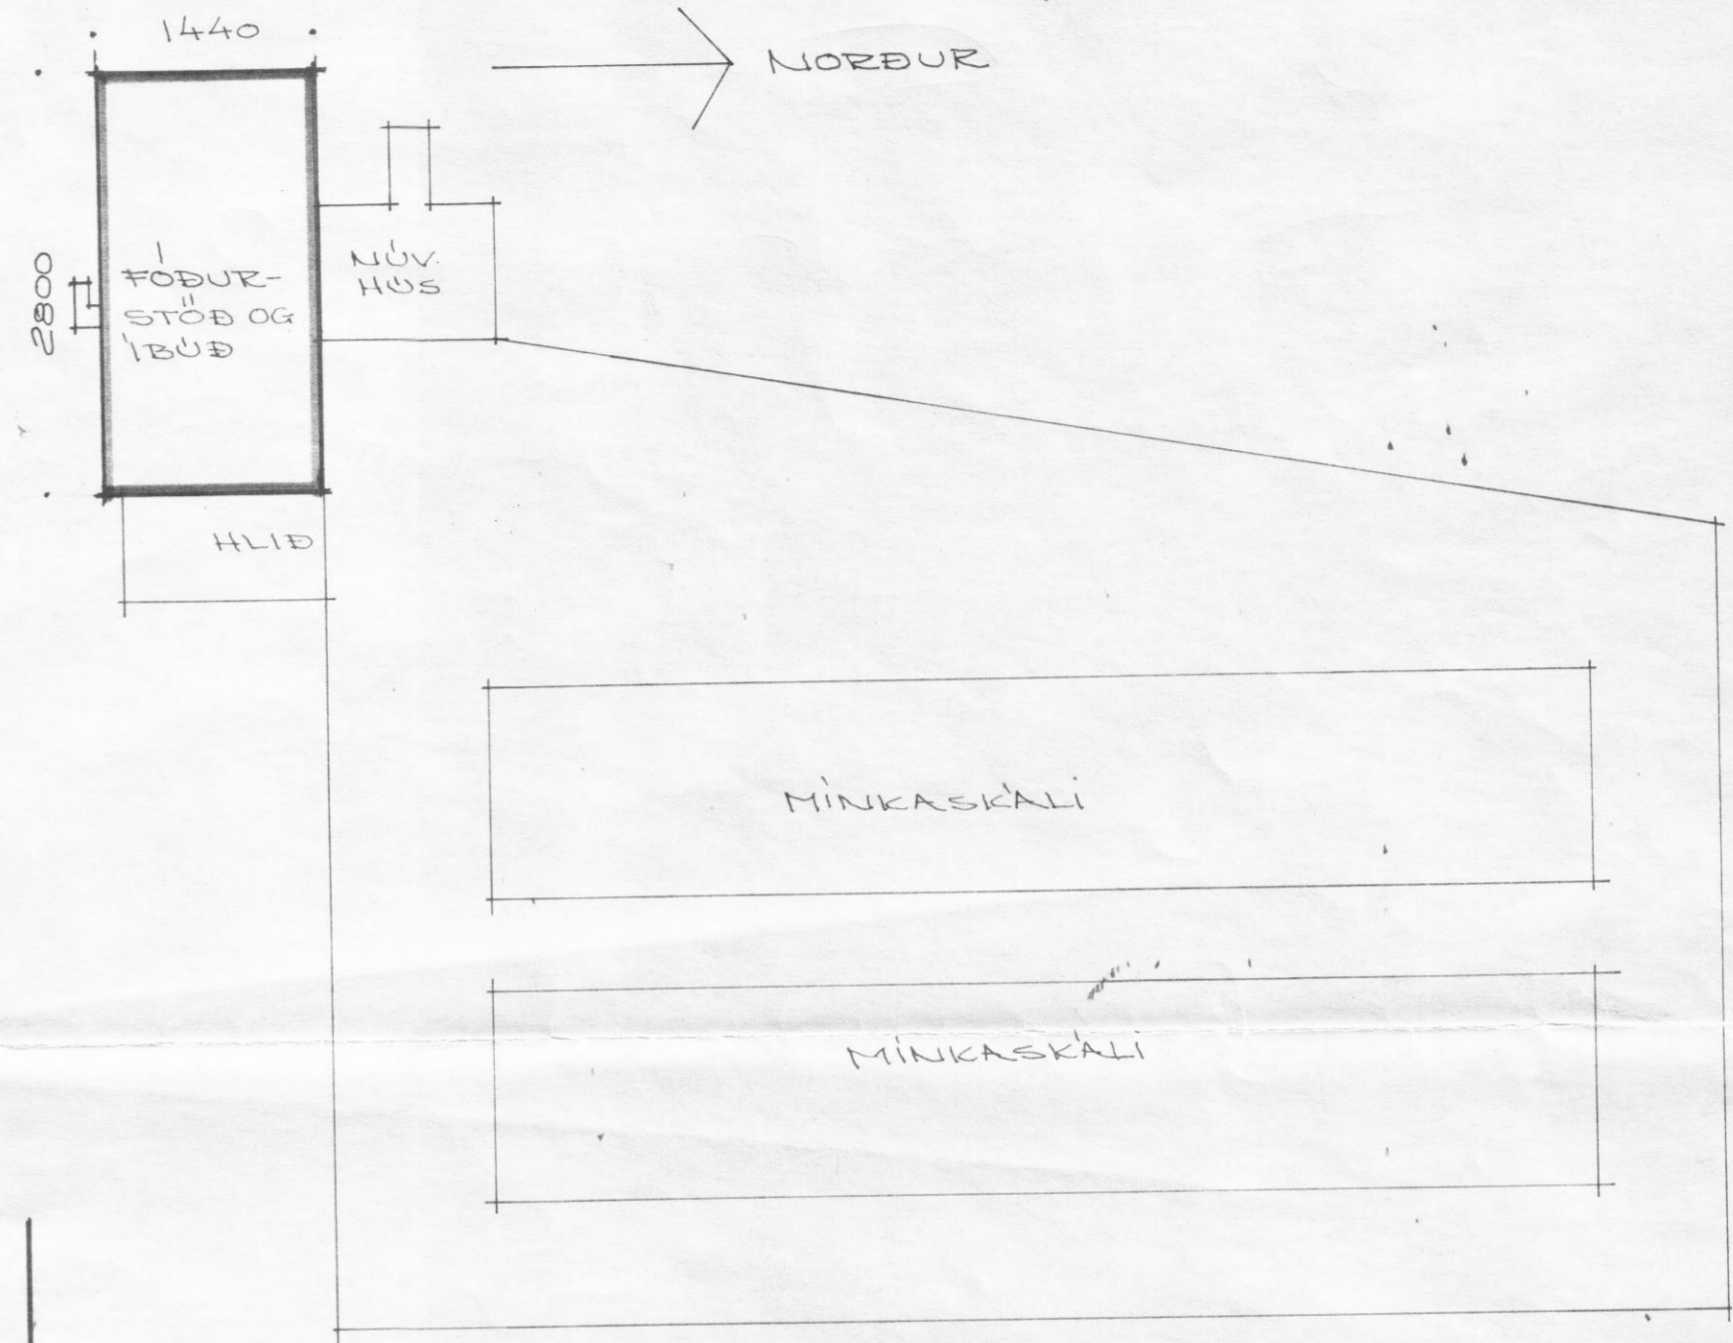 1440
NORÐUR
2800
FÓÐUR-
STÖÐ OG
ÍBÚÐ
NÚV.
HÚS
HLIÐ
MINKASKÁLI
MINKASKÁLI